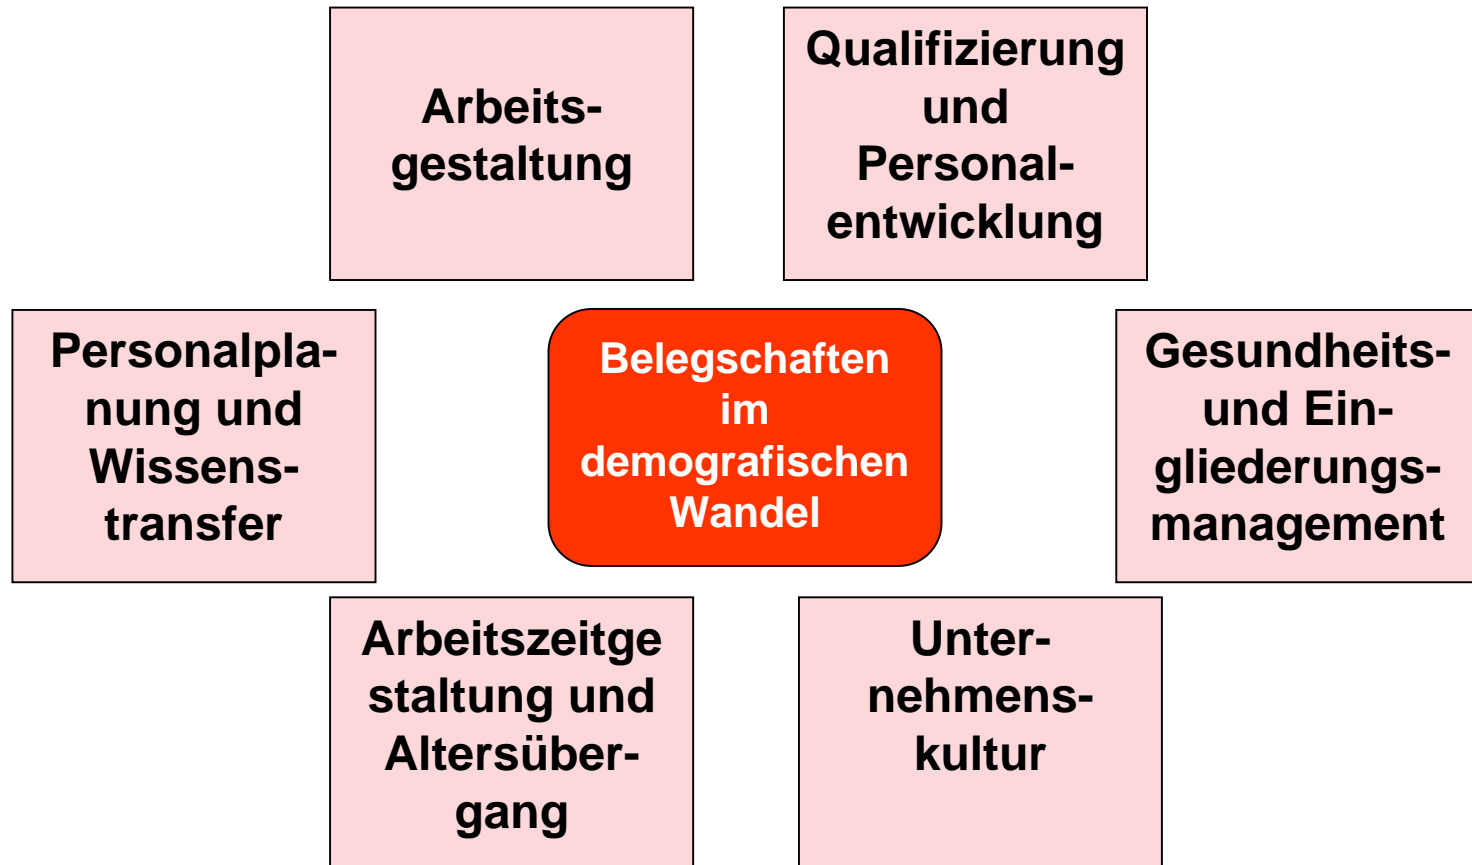 Arbeits-
gestaltung
Qualifizierung
und
Personal-
entwicklung
Personalpla-
nung und
Wissens-
transfer
Belegschaften
im
demografischen
Wandel
Gesundheits-
und Ein-
gliederungs-
management
Arbeitszeitge
staltung und
Altersüber-
gang
Unter-
nehmens-
kultur